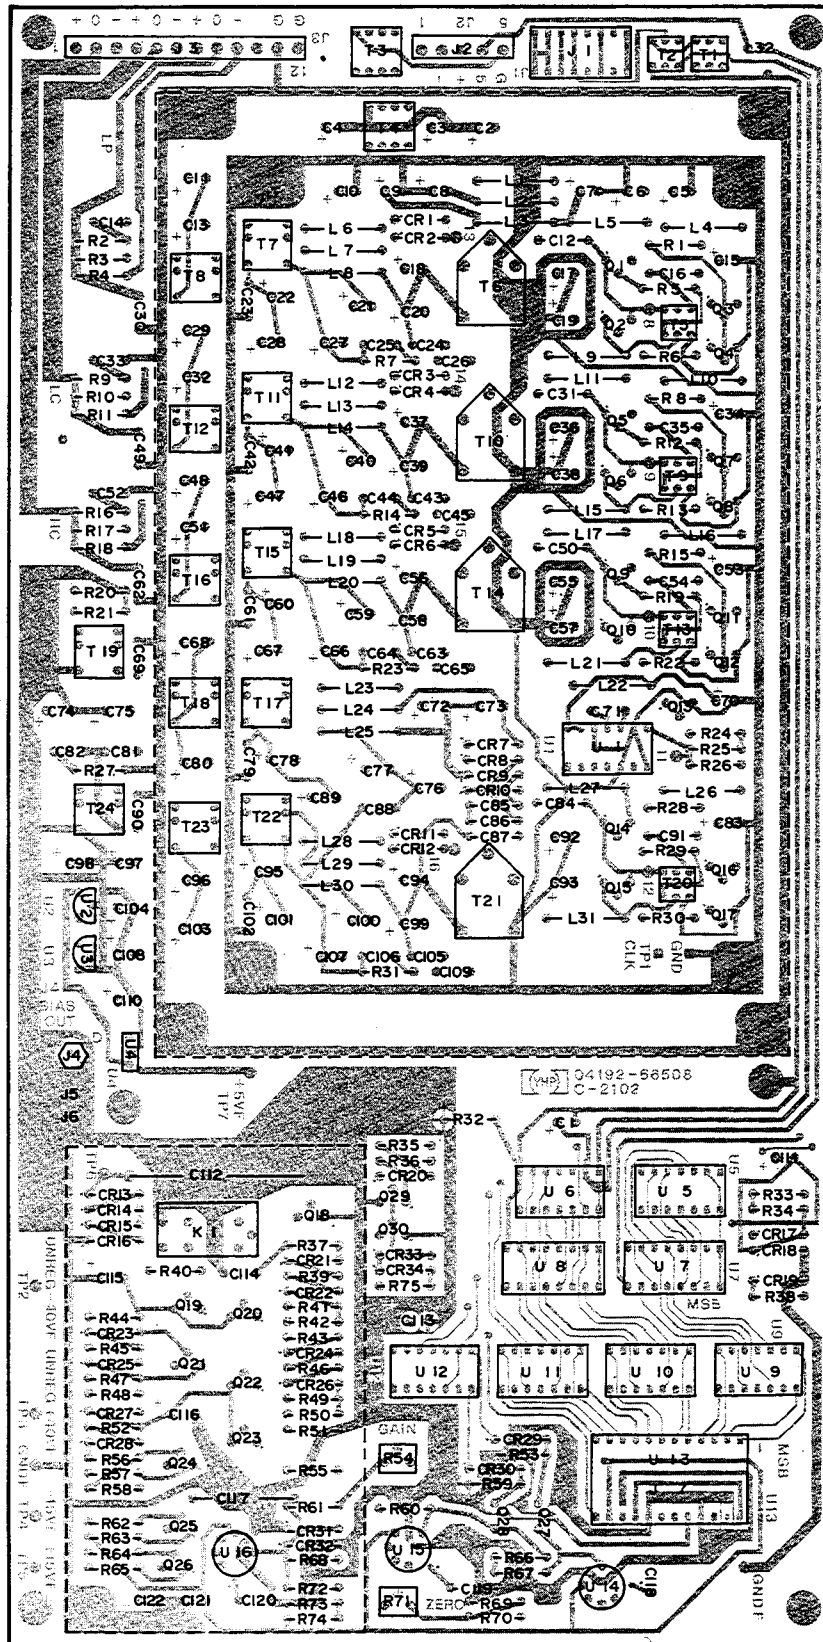 J3
T3
J2
J1
T2 T1
C32
12
LP
C4 C3 C2
C11
C10 C9 C8
C7 C6 C5
C14 C13
CR1 L5 L4
R2 T7 L6 CR2 C12 Q1 R1 C15
R3 L7
R4 T8 L8 C18 T6 C17 C16
R5
C30 C23 C22 C21 C20 Q3
C19 Q2
C29 C28 C27 C25 C24 Q4
C33 R7 C26 L9 R6
R9 C32 L12 CR3 L11 L10
R10 T11 CR4 C31 Q5 R8
R11 L13 C34
LC T12 L14 C37 T10 C36 C35
R12
C49 C42 C41 C40 C39 C38 Q6 T9 Q7
C48 C47 C46 C44 C43 Q8
C52 R14 C45 L15 R13
R16 C51 CR5 L17 L16
R17 T15 L18 CR6 C50 R15
R18 L19 Q9 C53
C62 T16 L20 C56 T14 C55 C54
R20 C61 C60 R19
R21 C59 C58 C57 Q10 T13 Q11
T19 C68 C67 C66 C64 C63 Q12
C69 R23 C65 L21 R22
T18 T17 L23 L22
C74 C75 L24 C72 C73 C71 Q13
L25 R24
C82 C81 C79 C78 CR7 U1 R25
R27 C80 C77 CR8 R26
CR9
C76 CR10 L27 L26
T24 C90 C89 C85 C84 R28
T23 T22 C88 C86
CR11 C87 C92 Q14 C91 C83
L28 CR12 R29
C98 C97 C95 L29 Q16
C96 L30 C94 T21 C93 Q15 T20
U2 C104 C101 C100 C99 L31 R30 Q17
C103 C102
U3 C108 C107 C106 C105 TP1
CLK GND
R31 C109
C110
BIAS
OUT
J4 U4
J5 +5VF
TP7
J6
YHP 04192-66508
C-2102
R32 C1
R35
R36
C112 CR20 U6 U5
CR13 Q29 R33
CR14 Q18 R34
CR15 K1 Q30 CR17
CR16 R37 CR33 CR18
CR21 CR34 U8 U7
C115 R40 C114 R39 R75 CR19
CR22 R38
R41 MSB
R44 Q19 Q20 R42 C113
CR23 R43
R45 CR24
CR25 Q21 R46 U12 U11 U10 U9
R47 Q22 CR26
R48 R49
CR27 C116 R50
R52 R51 GAIN
CR28 Q23 CR29
R56 Q24 R54 R53 U13 MSB
R57 R55 CR30
R58 R59
C117
R61 R60
R62 Q25 CR31 Q28 Q27
R63 CR32
R64 Q26 U16 R68 U15 R66
R65 R67
R72 R71 C119 U14 C118
C122 C121 C120 R73 ZERO R69
R74 R70
GNDF